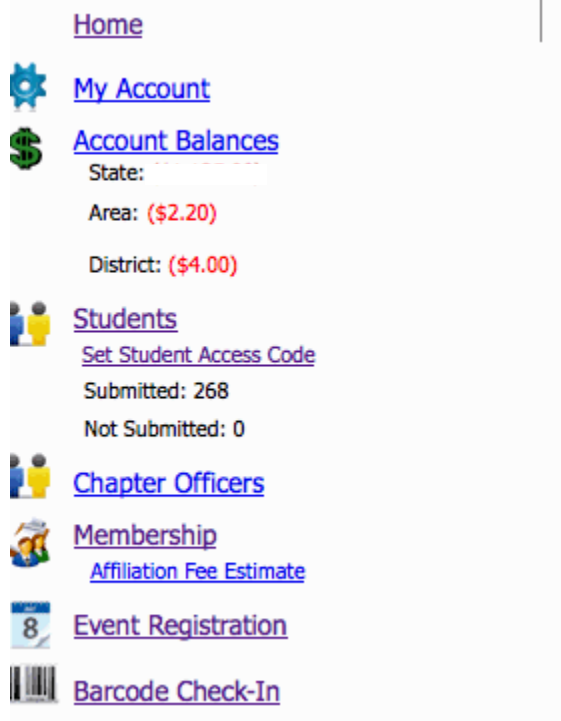 Home
My Account
Account Balances
State:
Area: ($2.20)
District: ($4.00)
Students
Set Student Access Code
Submitted: 268
Not Submitted: 0
Chapter Officers
Membership
Affiliation Fee Estimate
8
Event Registration
Barcode Check-In